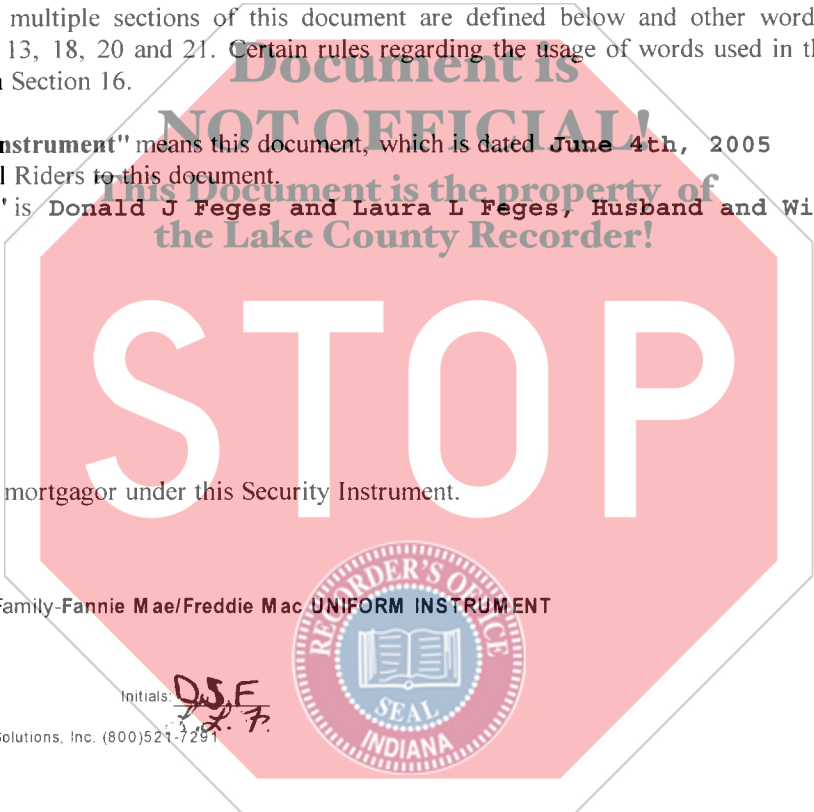 multiple sections of this document are defined below and other word
13, 18, 20 and 21. Certain rules regarding the usage of words used in th
Section 16.
Document is
NOT OFFICIAL!
nstrument" means this document, which is dated June 4th, 2005
Riders to this document.
This Document is the property of
" is Donald J Feges and Laura L Feges, Husband and Wi
the Lake County Recorder!
STOP
mortgagor under this Security Instrument.
Family-Fannie Mae/Freddie Mac UNIFORM INSTRUMENT
RECORDER'S OFFICE
SEAL
INDIANA
Initials: D.J.F
L.L.F.
Solutions, Inc. (800)521-7291